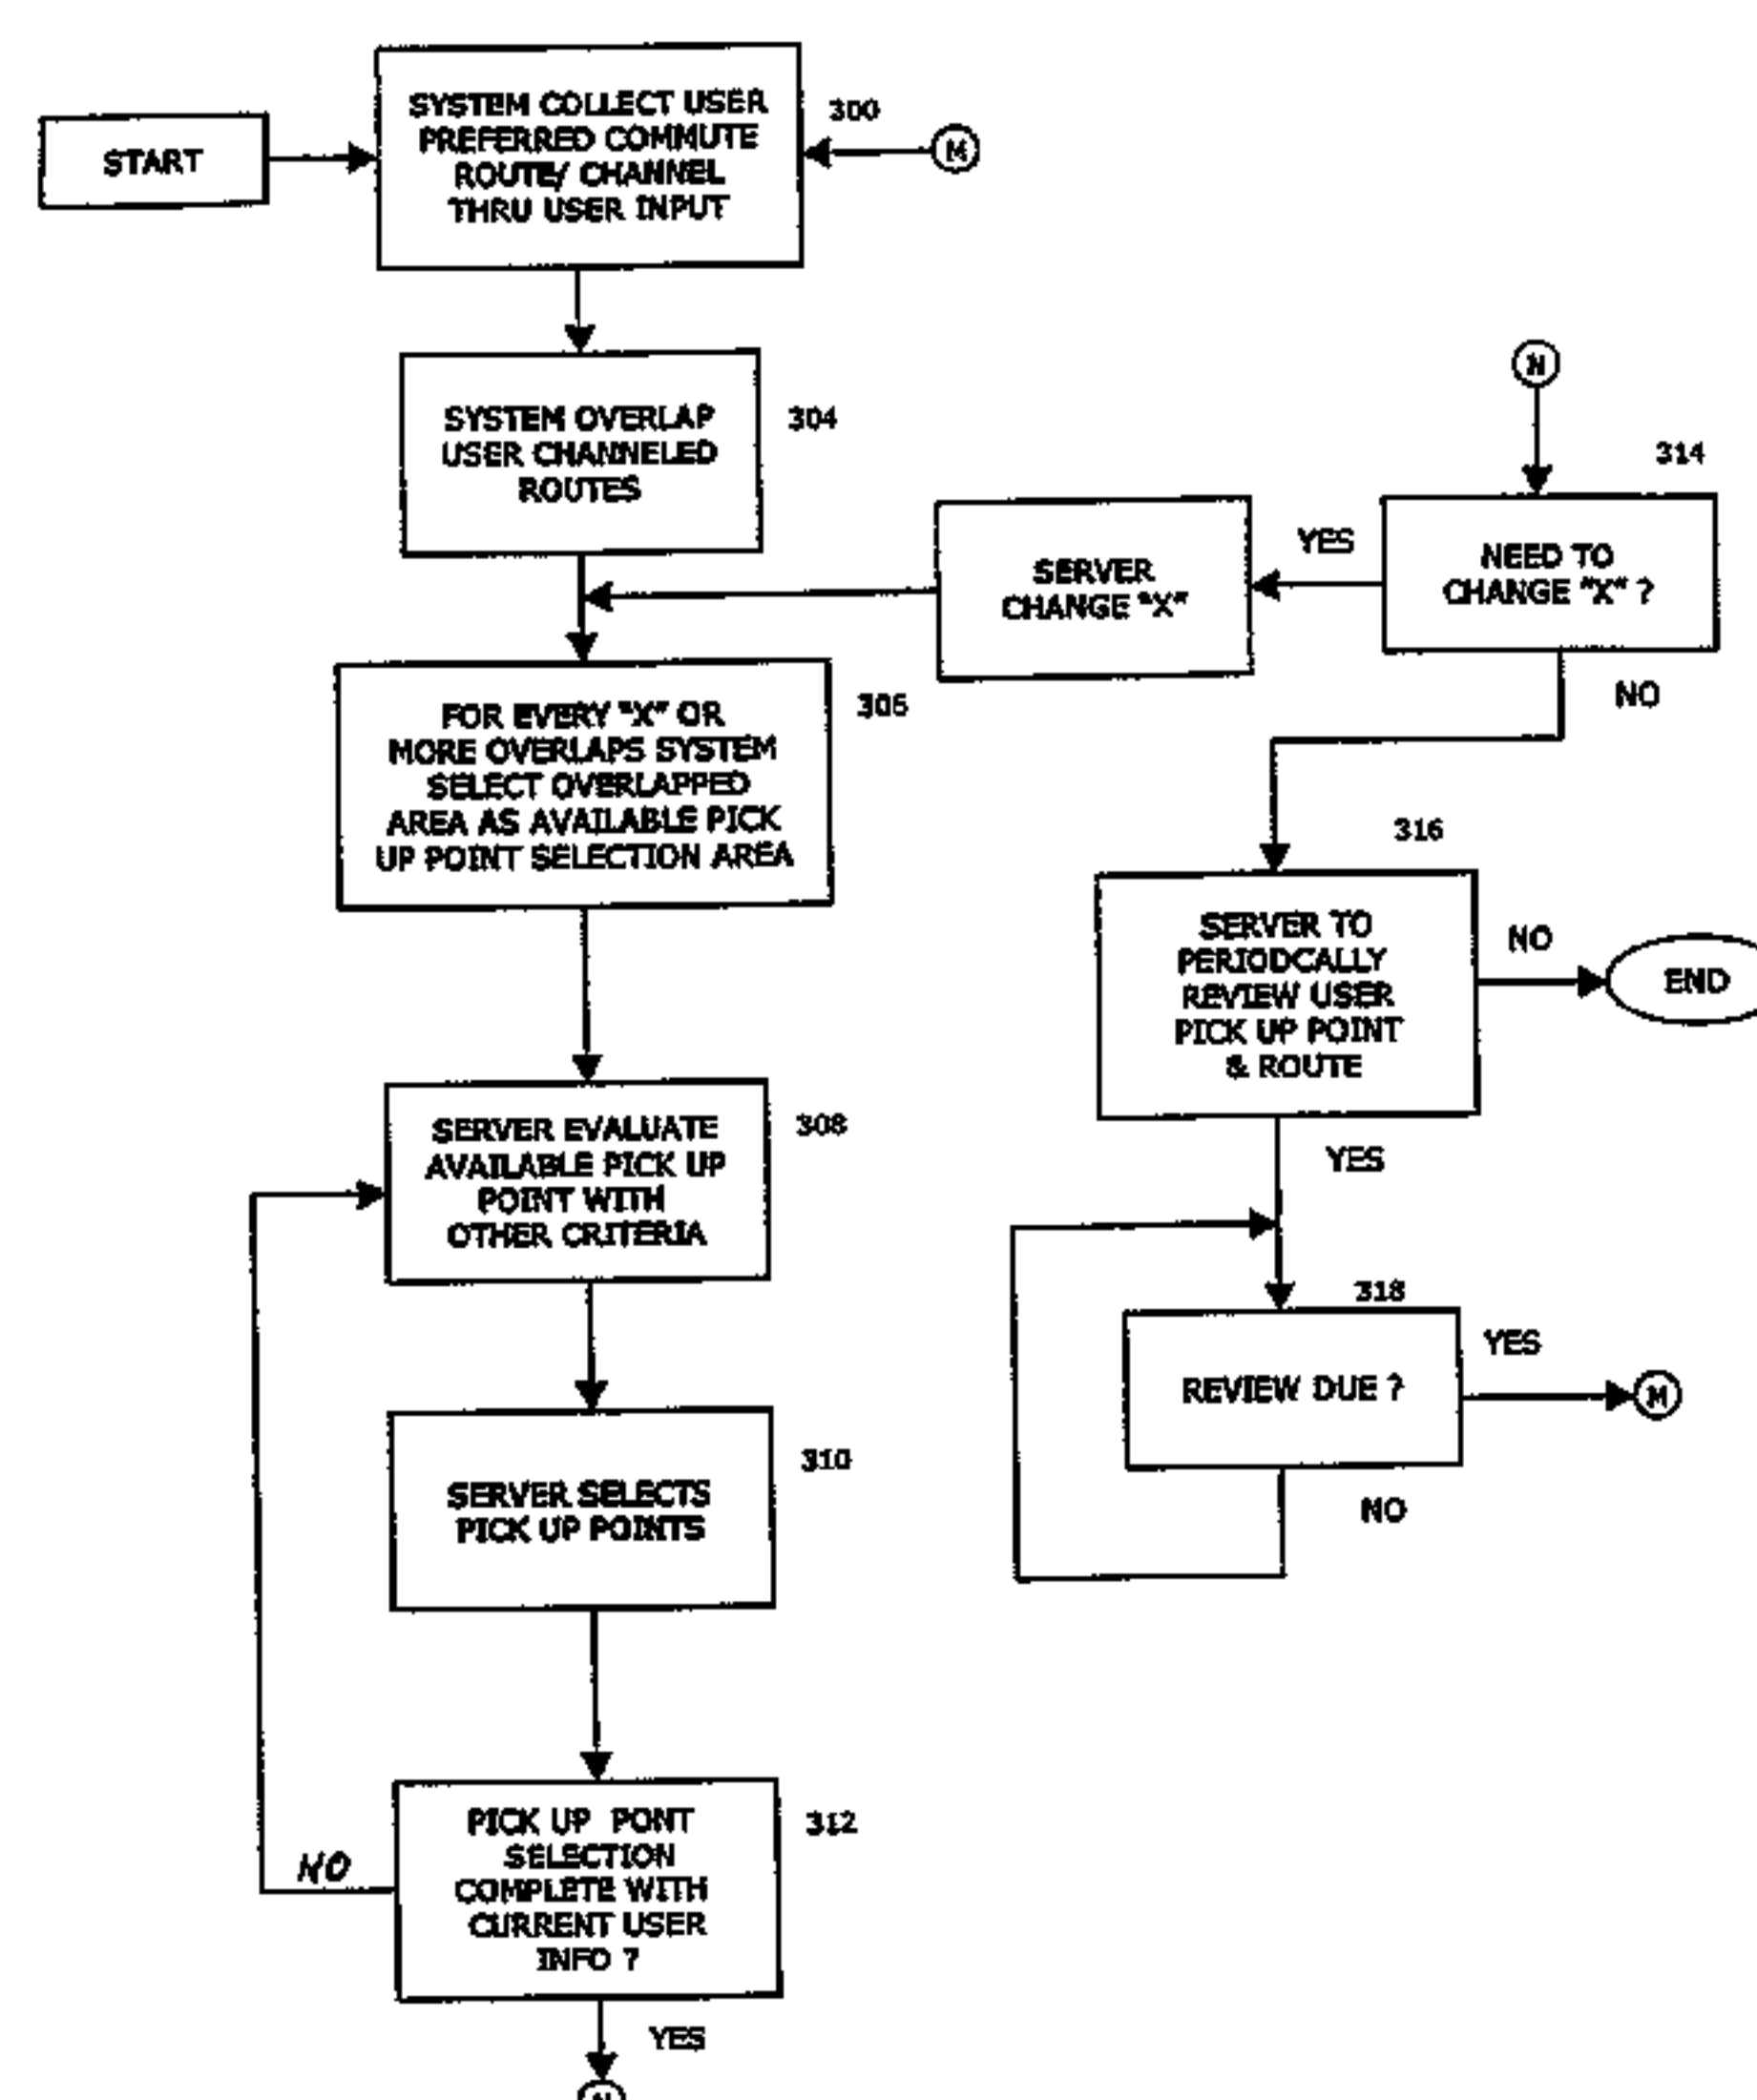 START
SYSTEM COLLECT USER
PREFERRED COMMUTE
ROUTE/ CHANNEL
THRU USER INPUT
300
M
SYSTEM OVERLAP
USER CHANNELED
ROUTES
304
FOR EVERY "X" OR
MORE OVERLAPS SYSTEM
SELECT OVERLAPPED
AREA AS AVAILABLE PICK
UP POINT SELECTION AREA
306
SERVER EVALUATE
AVAILABLE PICK UP
POINT WITH
OTHER CRITERIA
308
SERVER SELECTS
PICK UP POINTS
310
PICK UP PONT
SELECTION
COMPLETE WITH
CURRENT USER
INFO ?
312
NO
YES
N
N
314
NEED TO
CHANGE "X" ?
YES
SERVER
CHANGE "X"
NO
316
SERVER TO
PERIODCALLY
REVIEW USER
PICK UP POINT
& ROUTE
NO
END
YES
318
REVIEW DUE ?
YES
M
NO